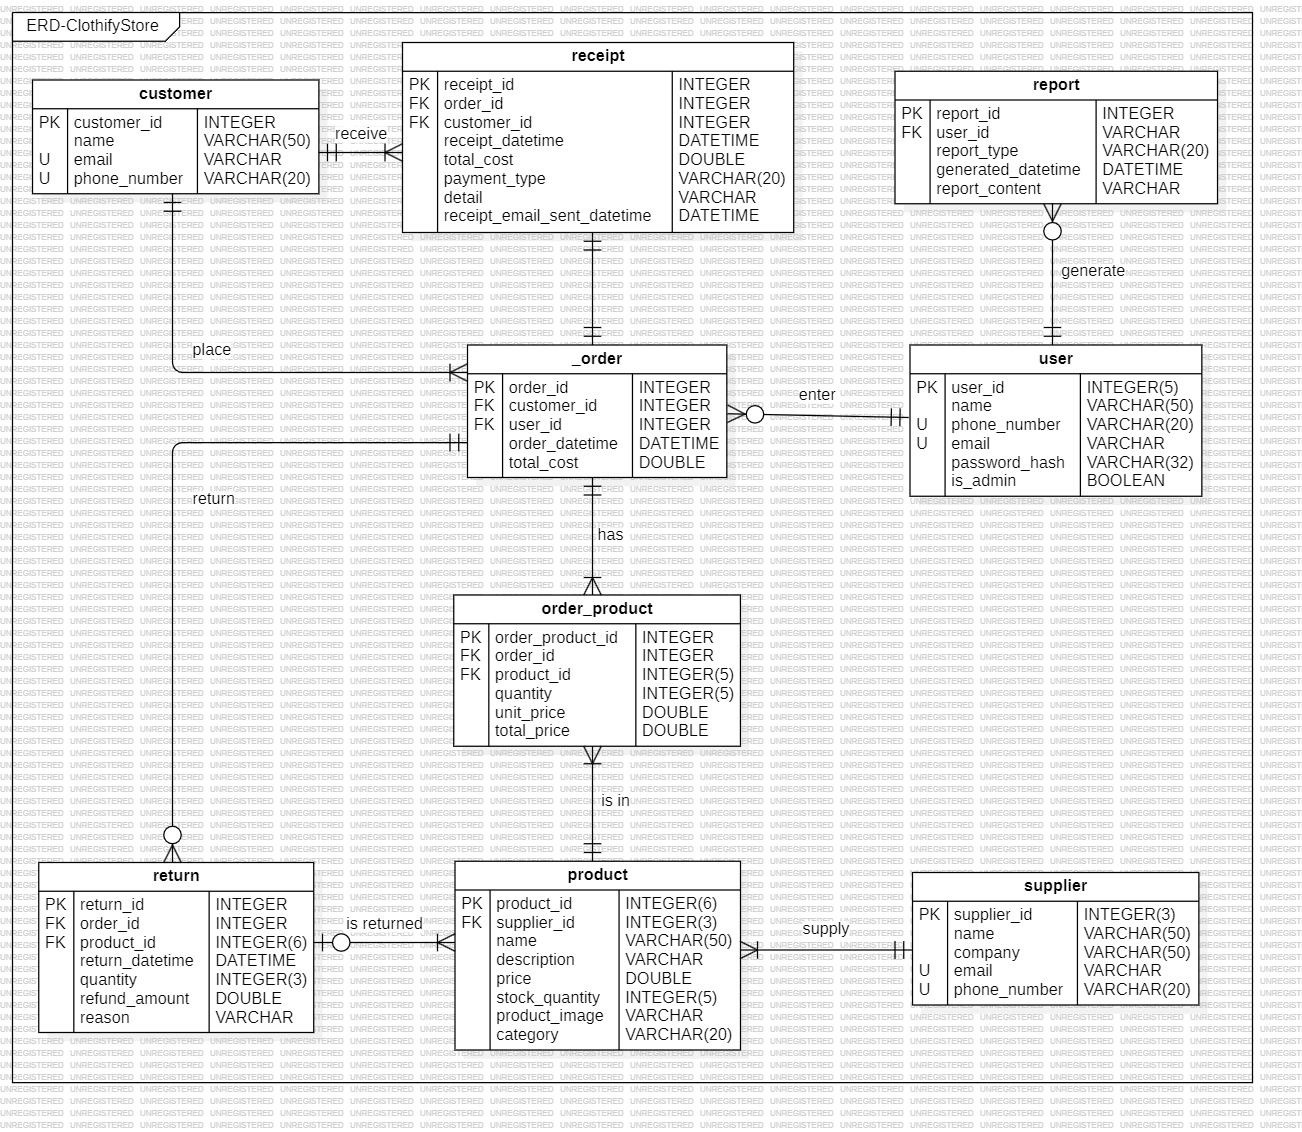 ERD-ClothifyStore
customer
PK customer_id INTEGER
name VARCHAR(50)
U email VARCHAR
U phone_number VARCHAR(20)
receive
receipt
PK receipt_id INTEGER
FK order_id INTEGER
FK customer_id INTEGER
receipt_datetime DATETIME
total_cost DOUBLE
payment_type VARCHAR(20)
detail VARCHAR
receipt_email_sent_datetime DATETIME
report
PK report_id INTEGER
FK user_id VARCHAR
report_type VARCHAR(20)
generated_datetime DATETIME
report_content VARCHAR
generate
place
_order
PK order_id INTEGER
FK customer_id INTEGER
FK user_id INTEGER
order_datetime DATETIME
total_cost DOUBLE
enter
user
PK user_id INTEGER(5)
name VARCHAR(50)
U phone_number VARCHAR(20)
U email VARCHAR
password_hash VARCHAR(32)
is_admin BOOLEAN
return
has
order_product
PK order_product_id INTEGER
FK order_id INTEGER
FK product_id INTEGER(5)
quantity INTEGER(5)
unit_price DOUBLE
total_price DOUBLE
is in
return
PK return_id INTEGER
FK order_id INTEGER
FK product_id INTEGER(6)
return_datetime DATETIME
quantity INTEGER(3)
refund_amount DOUBLE
reason VARCHAR
is returned
product
PK product_id INTEGER(6)
FK supplier_id INTEGER(3)
name VARCHAR(50)
description VARCHAR
price DOUBLE
stock_quantity INTEGER(5)
product_image VARCHAR
category VARCHAR(20)
supply
supplier
PK supplier_id INTEGER(3)
name VARCHAR(50)
company VARCHAR(50)
U email VARCHAR
U phone_number VARCHAR(20)
UNREGISTERED